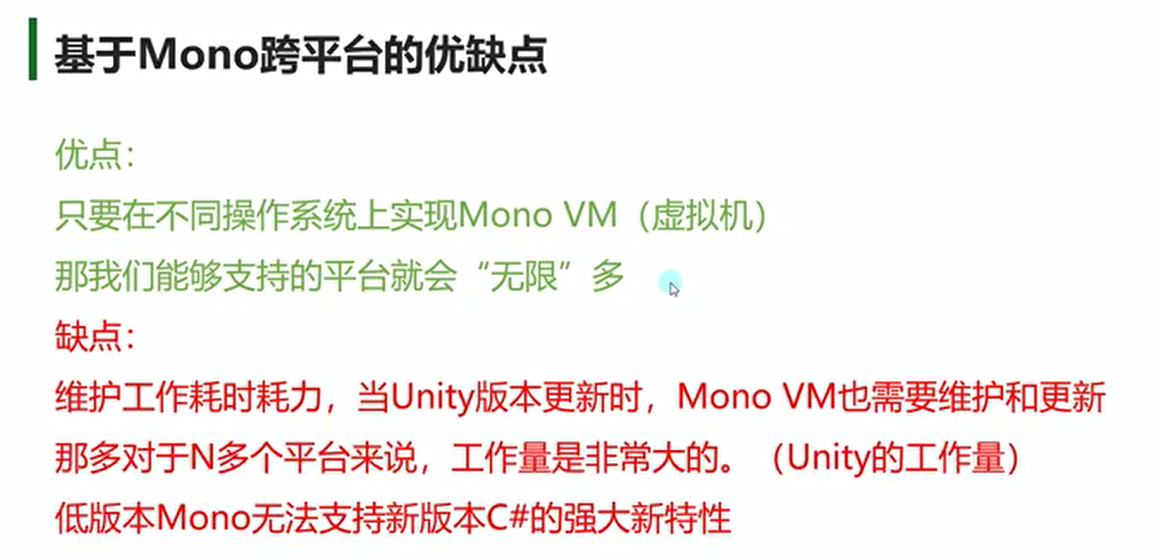 基于Mono跨平台的优缺点
优点：
只要在不同操作系统上实现Mono VM（虚拟机）
那我们能够支持的平台就会“无限”多
缺点：
维护工作耗时耗力，当Unity版本更新时，Mono VM也需要维护和更新
那多对于N多个平台来说，工作量是非常大的。（Unity的工作量）
低版本Mono无法支持新版本C#的强大新特性